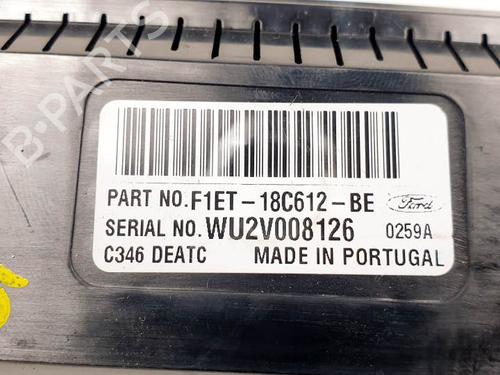 B-PARTS
PART NO. F1ET-18C612-BE Ford
SERIAL NO. WU2V008126 0259A
C346 DEATC MADE IN PORTUGAL